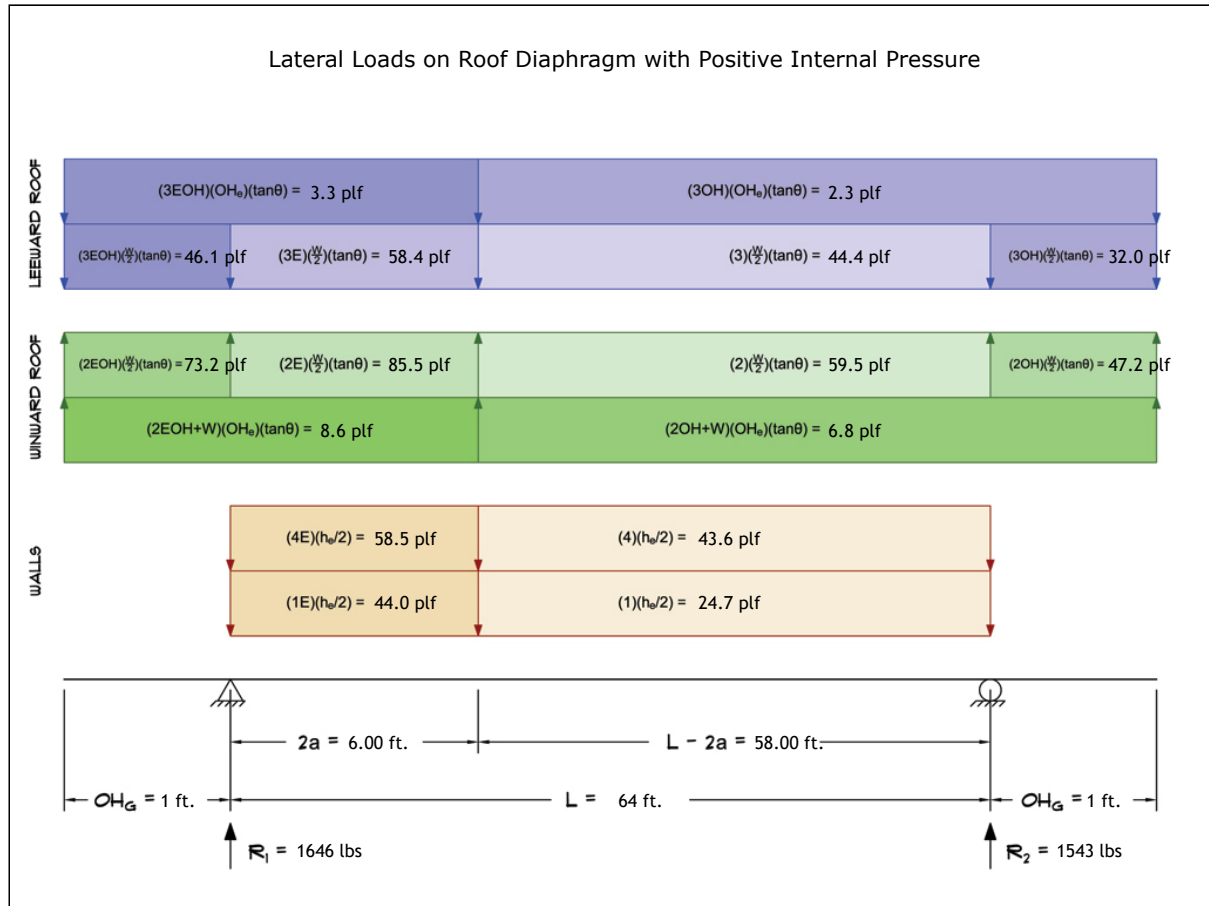 Lateral Loads on Roof Diaphragm with Positive Internal Pressure
LEEWARD ROOF
(3EOH)(OHₑ)(tanθ) = 3.3 plf
(3OH)(OHₑ)(tanθ) = 2.3 plf
(3EOH)(W/2)(tanθ) = 46.1 plf
(3E)(W/2)(tanθ) = 58.4 plf
(3)(W/2)(tanθ) = 44.4 plf
(3OH)(W/2)(tanθ) = 32.0 plf
WINWARD ROOF
(2EOH)(W/2)(tanθ) = 73.2 plf
(2E)(W/2)(tanθ) = 85.5 plf
(2)(W/2)(tanθ) = 59.5 plf
(2OH)(W/2)(tanθ) = 47.2 plf
(2EOH+W)(OHₑ)(tanθ) = 8.6 plf
(2OH+W)(OHₑ)(tanθ) = 6.8 plf
WALLS
(4E)(hₑ/2) = 58.5 plf
(4)(hₑ/2) = 43.6 plf
(1E)(hₑ/2) = 44.0 plf
(1)(hₑ/2) = 24.7 plf
2a = 6.00 ft.
L - 2a = 58.00 ft.
OH_G = 1 ft.
L = 64 ft.
OH_G = 1 ft.
R₁ = 1646 lbs
R₂ = 1543 lbs